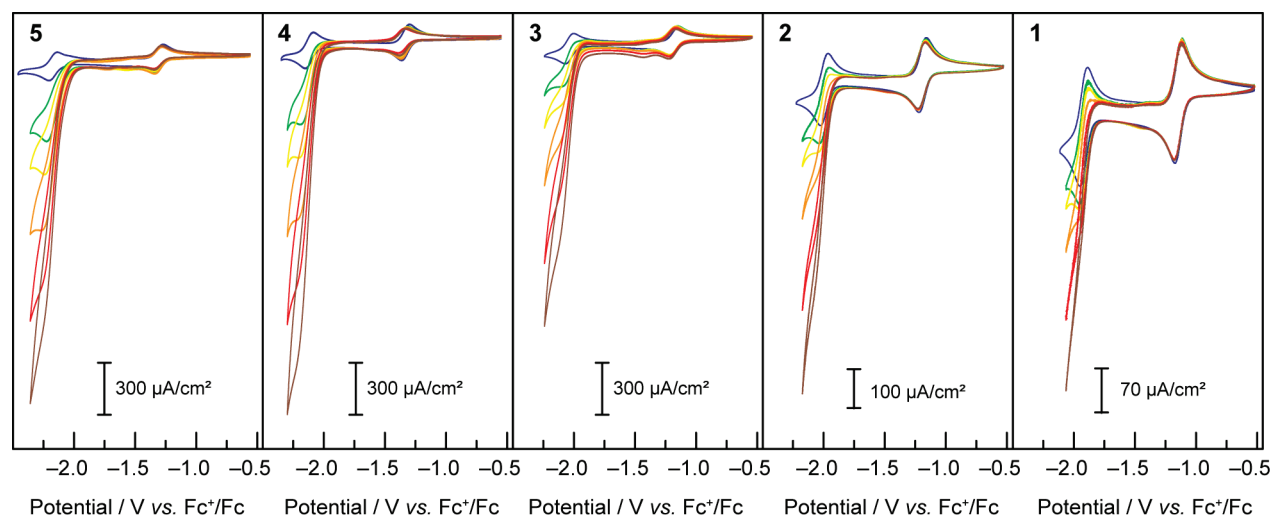 5 4 3 2 1
300 µA/cm² 300 µA/cm² 300 µA/cm² 100 µA/cm² 70 µA/cm²
–2.0 –1.5 –1.0 –0.5 –2.0 –1.5 –1.0 –0.5 –2.0 –1.5 –1.0 –0.5 –2.0 –1.5 –1.0 –0.5 –2.0 –1.5 –1.0 –0.5
Potential / V vs. Fc⁺/Fc Potential / V vs. Fc⁺/Fc Potential / V vs. Fc⁺/Fc Potential / V vs. Fc⁺/Fc Potential / V vs. Fc⁺/Fc